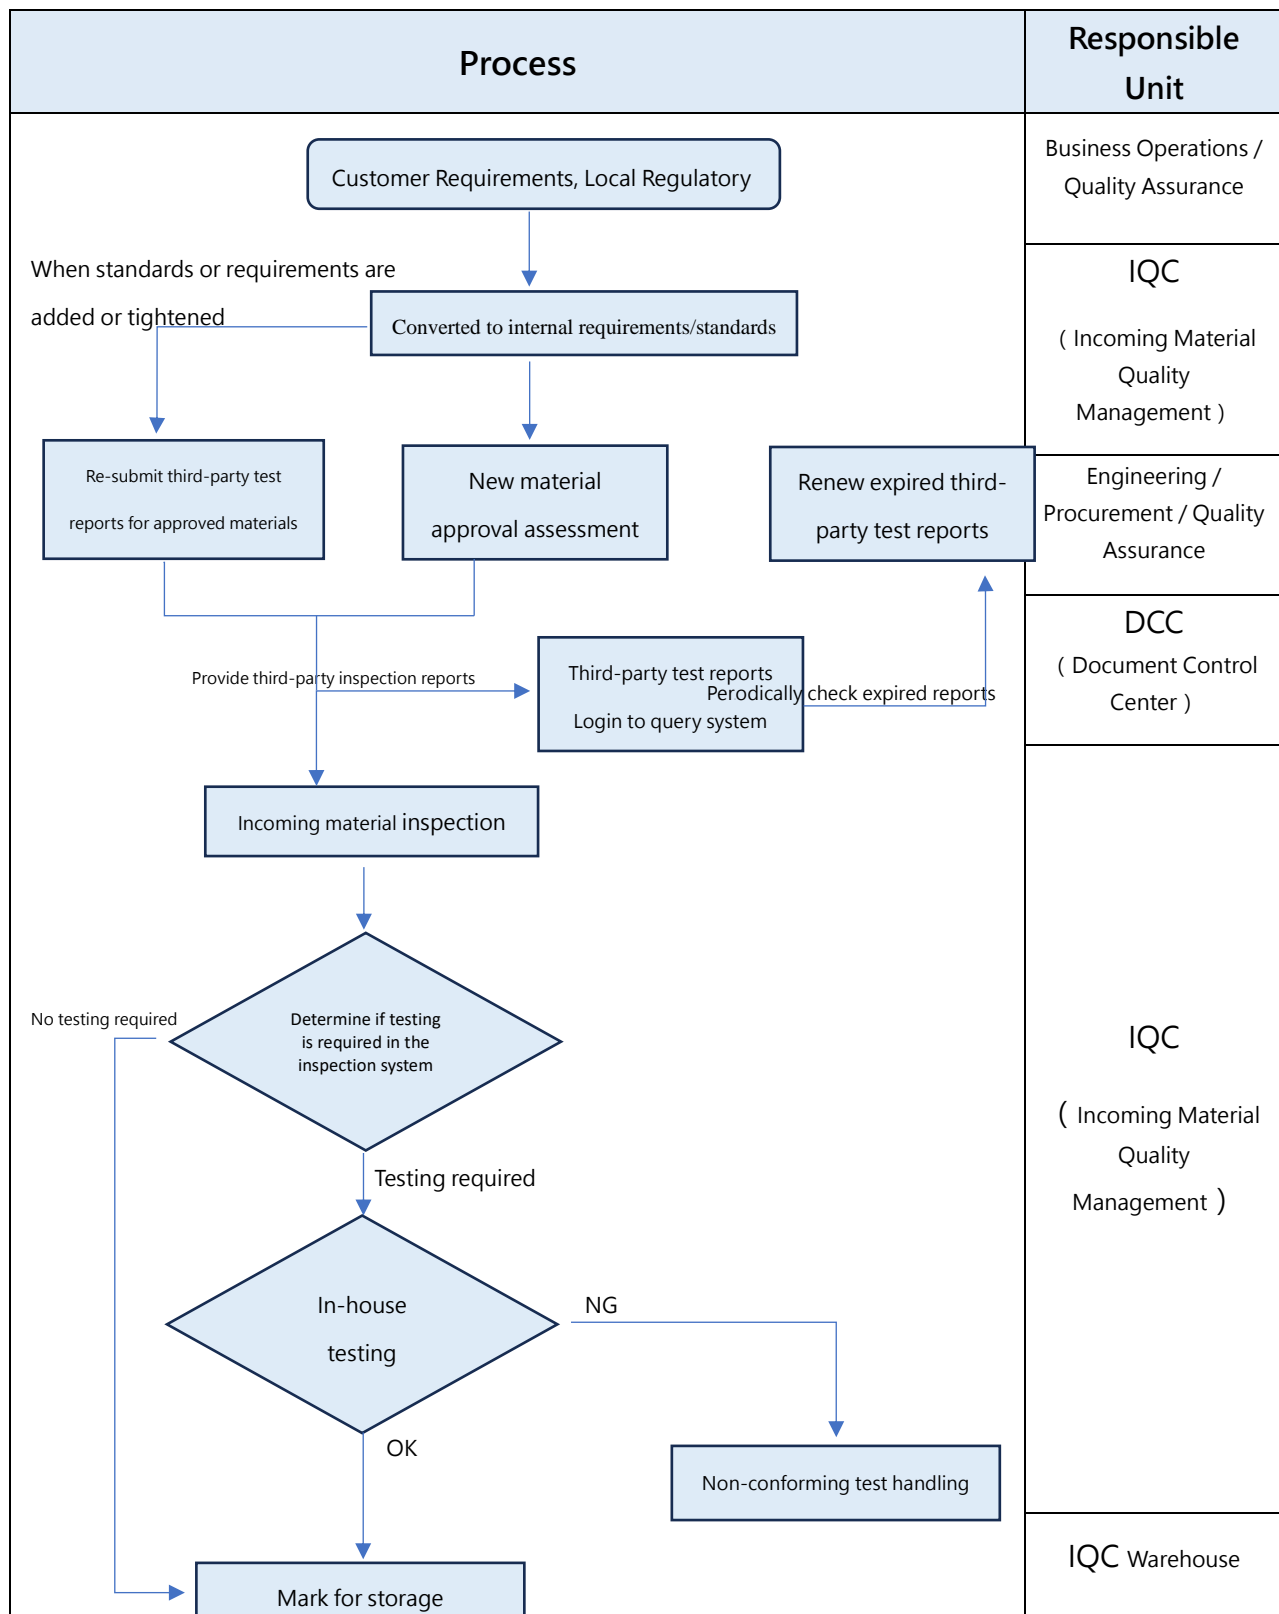 Process
Responsible
Unit
Customer Requirements, Local Regulatory
Business Operations /
Quality Assurance
When standards or requirements are
added or tightened
Converted to internal requirements/standards
IQC
( Incoming Material
Quality
Management )
Re-submit third-party test
reports for approved materials
New material
approval assessment
Renew expired third-
party test reports
Engineering /
Procurement / Quality
Assurance
Provide third-party inspection reports
Third-party test reports
Login to query system
Perodically check expired reports
DCC
( Document Control
Center )
Incoming material inspection
No testing required
Determine if testing
is required in the
inspection system
Testing required
In-house
testing
NG
OK
Non-conforming test handling
IQC
( Incoming Material
Quality
Management )
Mark for storage
IQC Warehouse